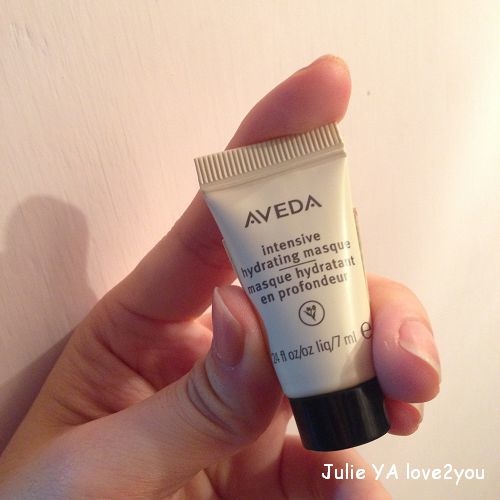 AVEDA
intensive
hydrating masque
masque hydratant
en profondeur
24 fl oz/oz liq/7 ml e
Julie YA love2you